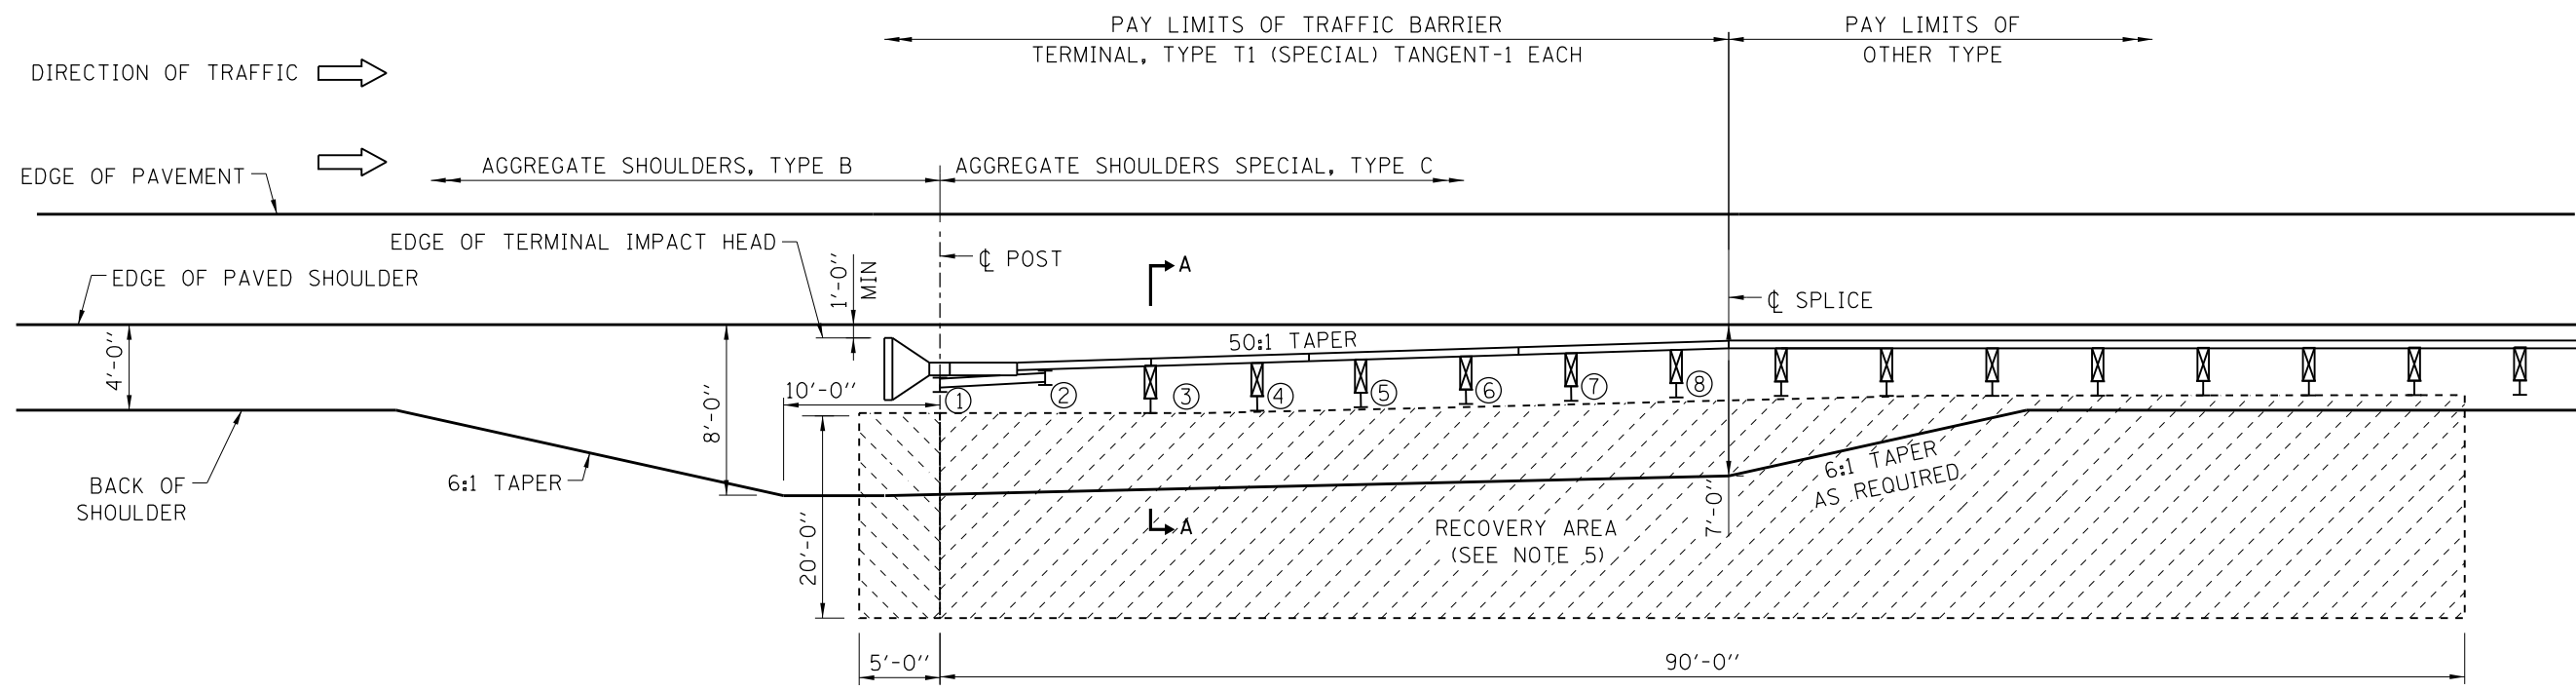 PAY LIMITS OF TRAFFIC BARRIER
TERMINAL, TYPE T1 (SPECIAL) TANGENT-1 EACH
PAY LIMITS OF
OTHER TYPE
DIRECTION OF TRAFFIC
AGGREGATE SHOULDERS, TYPE B
AGGREGATE SHOULDERS SPECIAL, TYPE C
EDGE OF PAVEMENT
EDGE OF TERMINAL IMPACT HEAD
1'-0"
MIN
℄ POST
A
EDGE OF PAVED SHOULDER
℄ SPLICE
50:1 TAPER
4'-0"
8'-0"
10'-0"
①
②
③
④
⑤
⑥
⑦
⑧
6:1 TAPER
AS REQUIRED
BACK OF
SHOULDER
6:1 TAPER
20'-0"
A
RECOVERY AREA
(SEE NOTE 5)
7'-0"
5'-0"
90'-0"